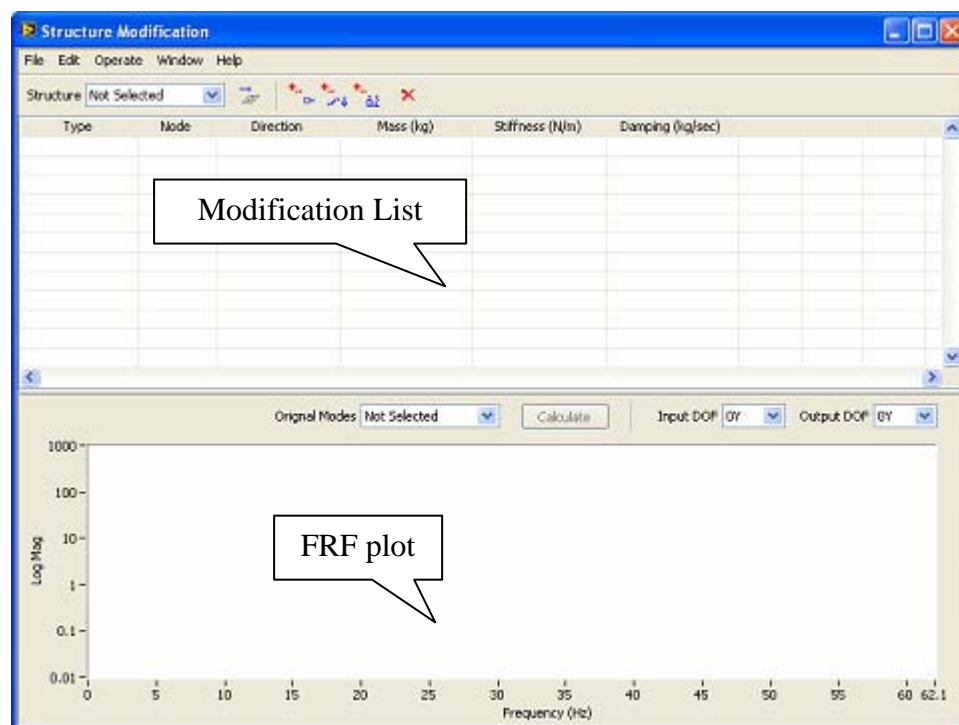 Structure Modification
File Edit Operate Window Help
Structure Not Selected
Type Node Direction Mass (kg) Stiffness (N/m) Damping (kg/sec)
Modification List
Orignal Modes Not Selected Calculate Input DOF 0Y Output DOF 0Y
1000
100
10
1
0.1
0.01
Log Mag
FRF plot
0 5 10 15 20 25 30 35 40 45 50 55 60 62.1
Frequency (Hz)